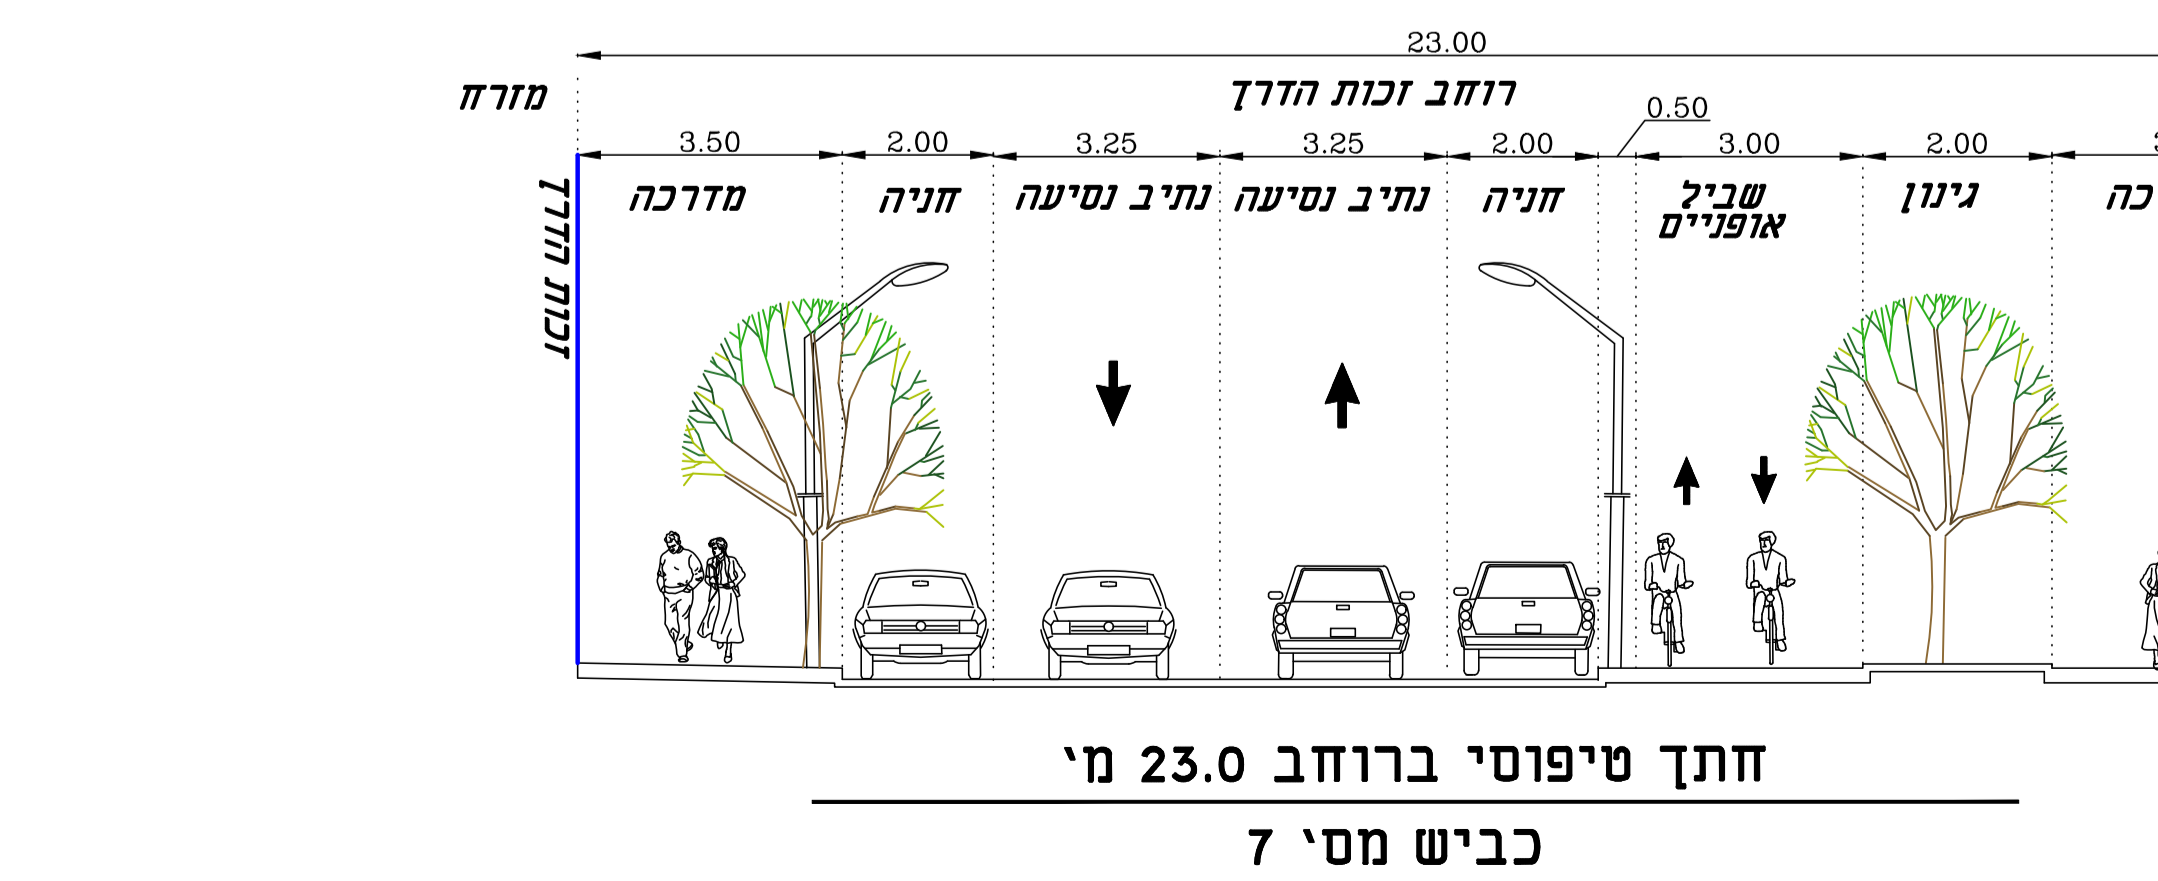 23.00
רוחב זכות הדרך
מזרח
0.50
3.50
2.00
3.25
3.25
2.00
3.00
2.00
מדרכה
חניה
נתיב נסיעה
נתיב נסיעה
חניה
שביל
אופניים
גינון
כה
זכות הדרך
חתך טיפוסי ברוחב 23.0 מ'
כביש מס' 7